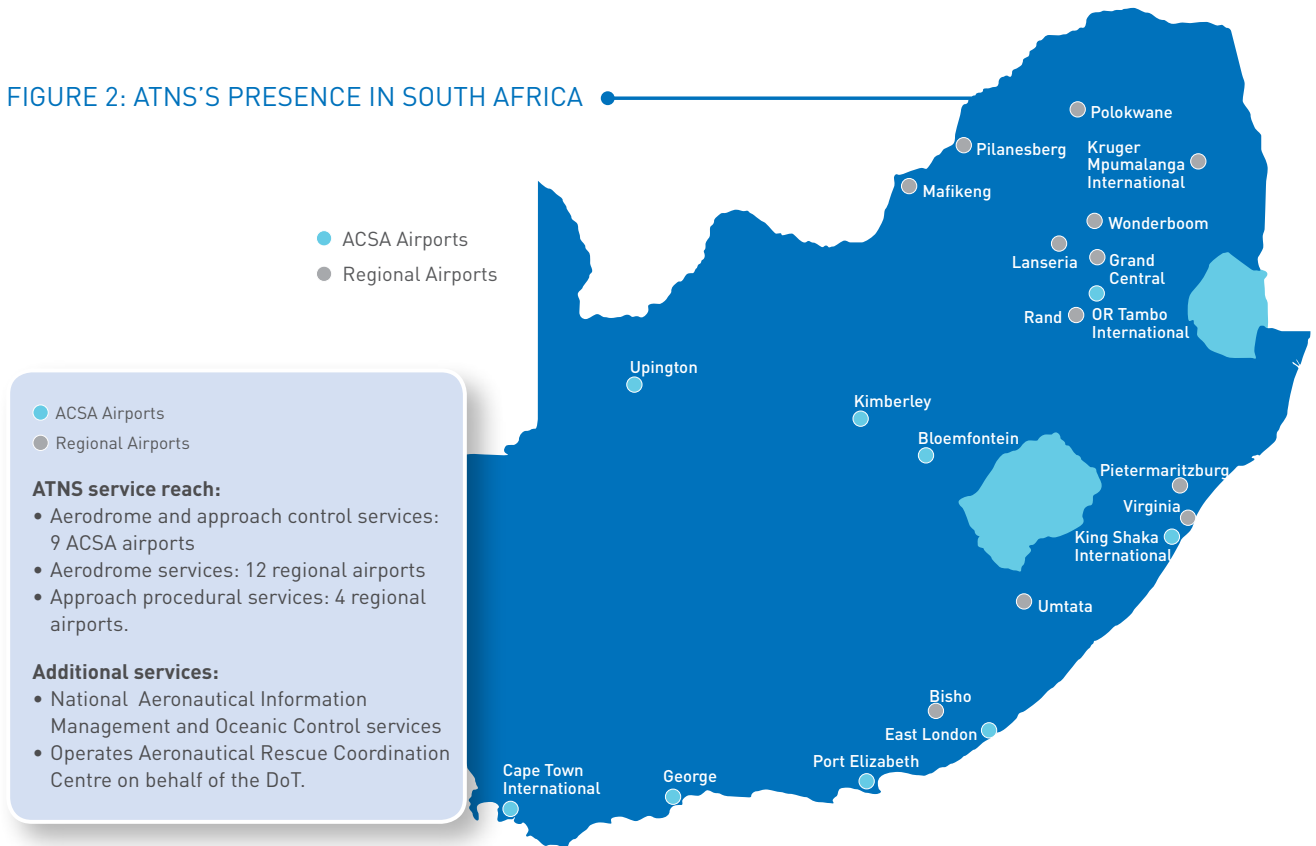 FIGURE 2: ATNS'S PRESENCE IN SOUTH AFRICA
Polokwane
Pilanesberg
Kruger
Mpumalanga
International
Mafikeng
Wonderboom
ACSA Airports
Regional Airports
Lanseria
Grand
Central
Rand
OR Tambo
International
Upington
Kimberley
Bloemfontein
Pietermaritzburg
Virginia
King Shaka
International
Umtata
Bisho
East London
Port Elizabeth
George
Cape Town
International
ACSA Airports
Regional Airports
ATNS service reach:
• Aerodrome and approach control services:
9 ACSA airports
• Aerodrome services: 12 regional airports
• Approach procedural services: 4 regional
airports.
Additional services:
• National Aeronautical Information
Management and Oceanic Control services
• Operates Aeronautical Rescue Coordination
Centre on behalf of the DoT.